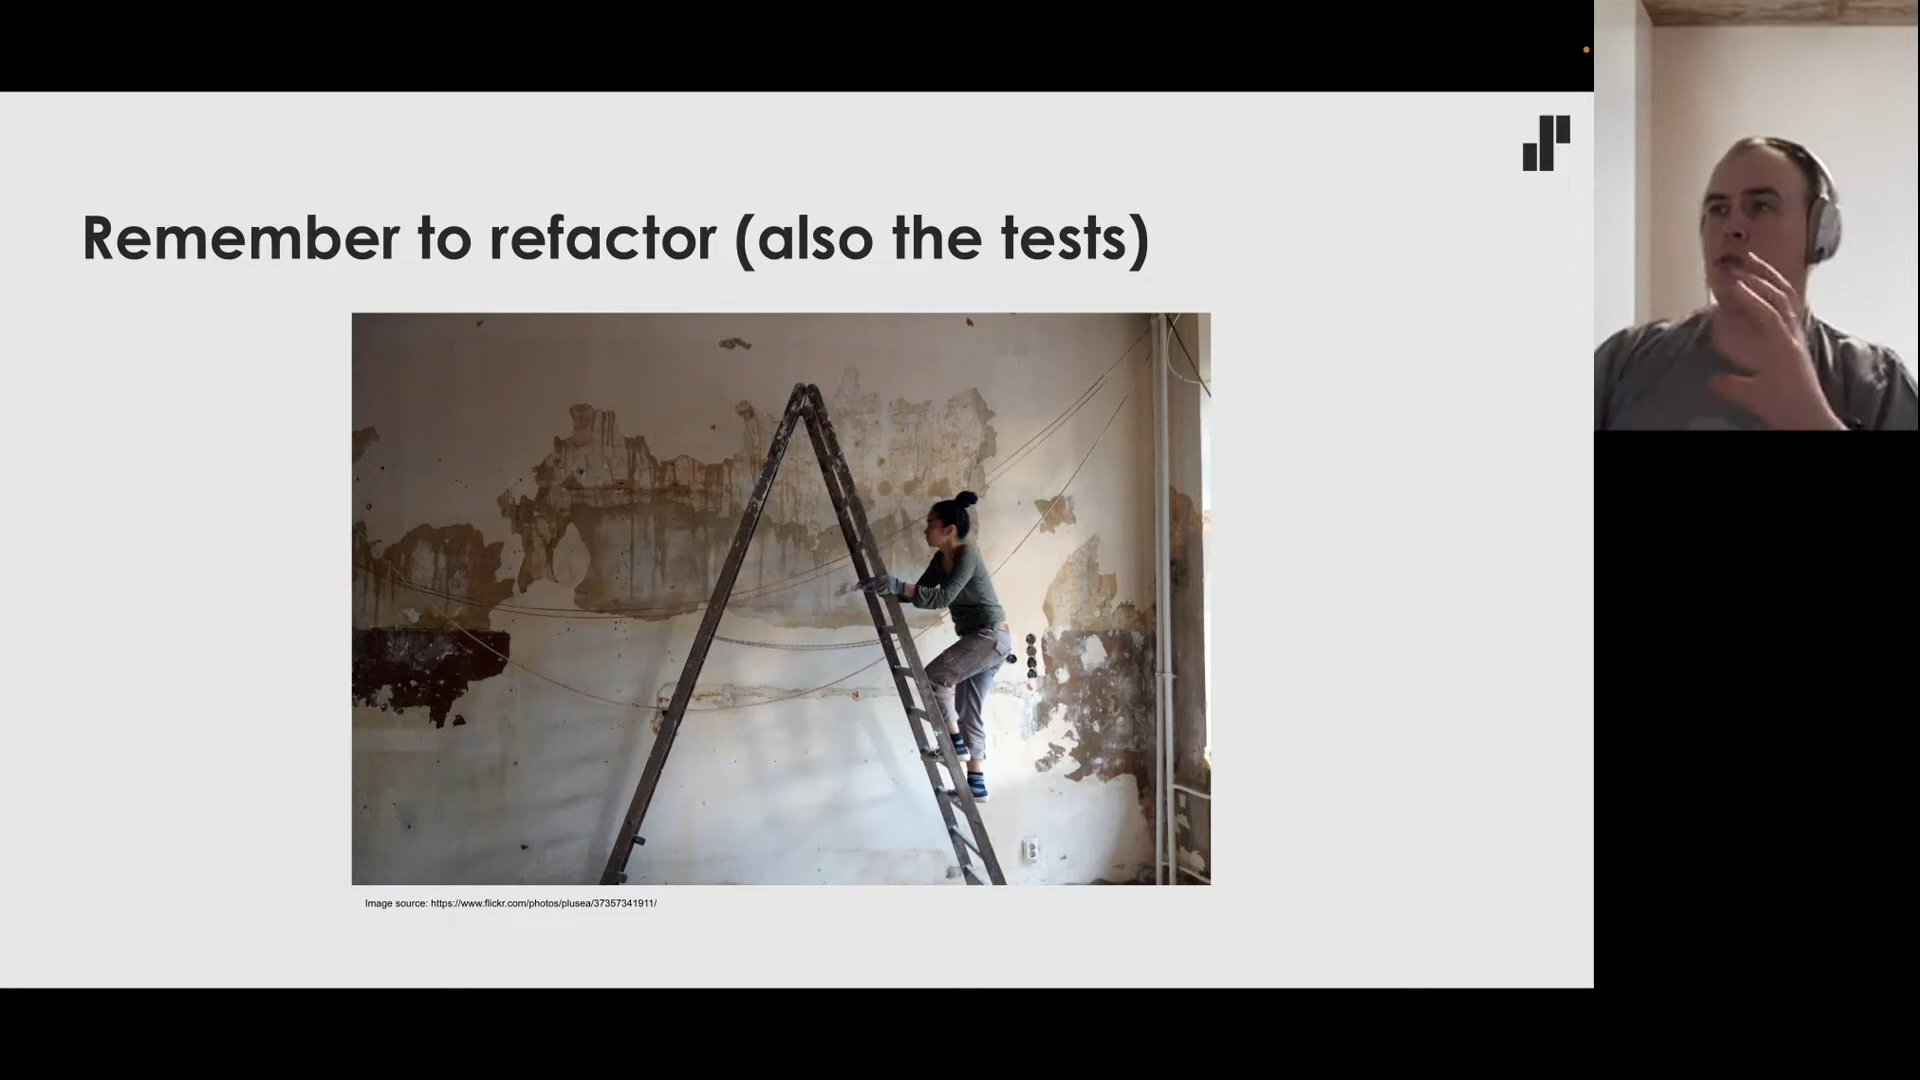 Remember to refactor (also the tests)
Image source: https://www.flickr.com/photos/plusea/37357341911/